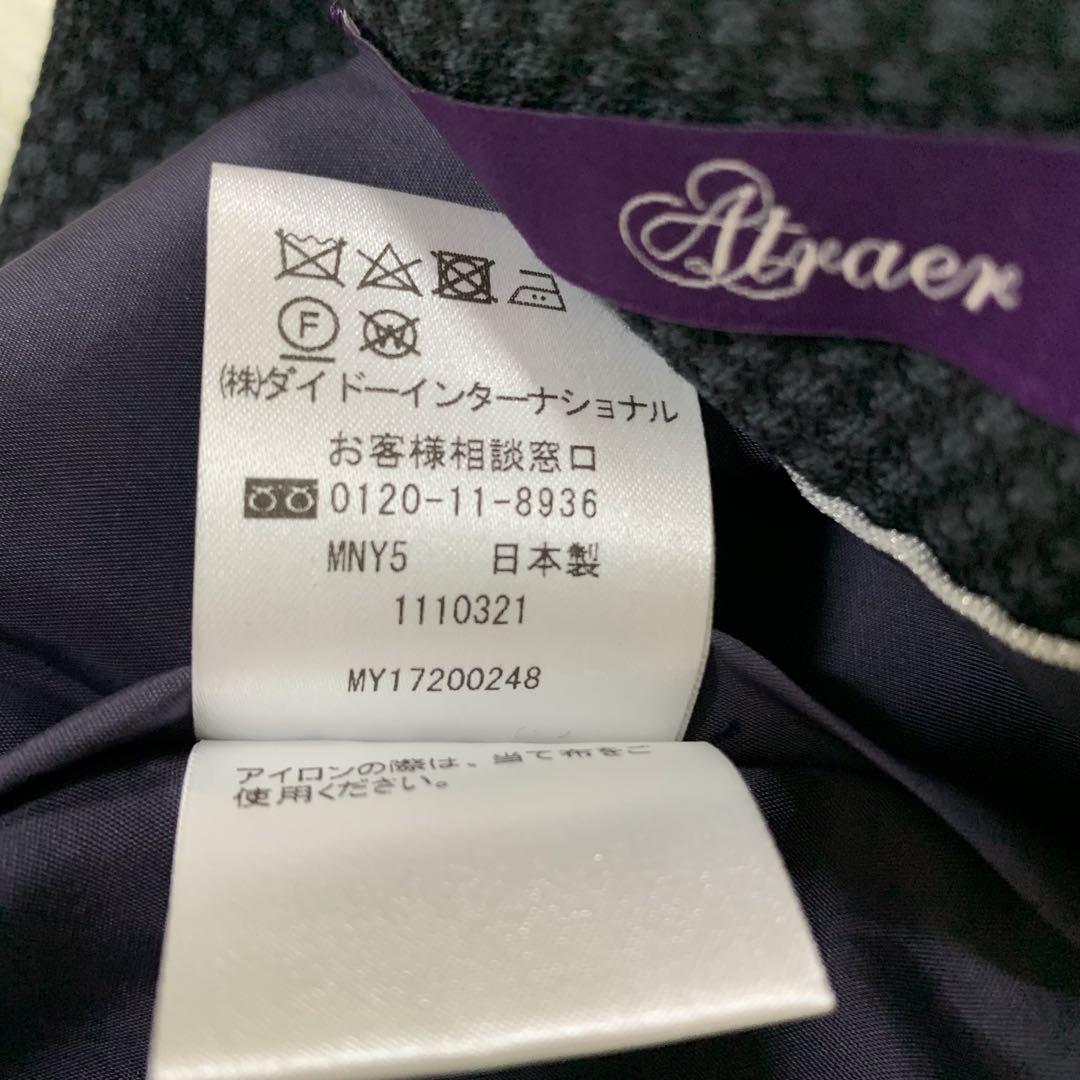 Atraer
F
W
(株)ダイドーインターナショナル
お客様相談窓口
0120-11-8936
MNY5 日本製
1110321
MY17200248
アイロンの際は、当て布をご
使用ください。